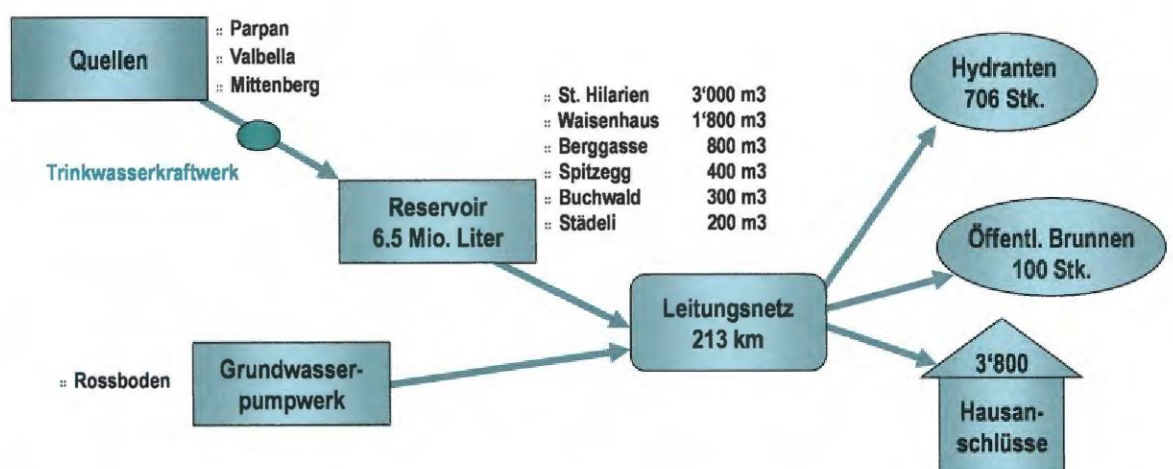 Quellen
:: Parpan
:: Valbella
:: Mittenberg
Trinkwasserkraftwerk
Reservoir
6.5 Mio. Liter
:: St. Hilarien 3'000 m3
:: Waisenhaus 1'800 m3
:: Berggasse 800 m3
:: Spitzegg 400 m3
:: Buchwald 300 m3
:: Städeli 200 m3
Hydranten
706 Stk.
Öffentl. Brunnen
100 Stk.
Leitungsnetz
213 km
:: Rossboden
Grundwasser-
pumpwerk
3'800
Hausan-
schlüsse